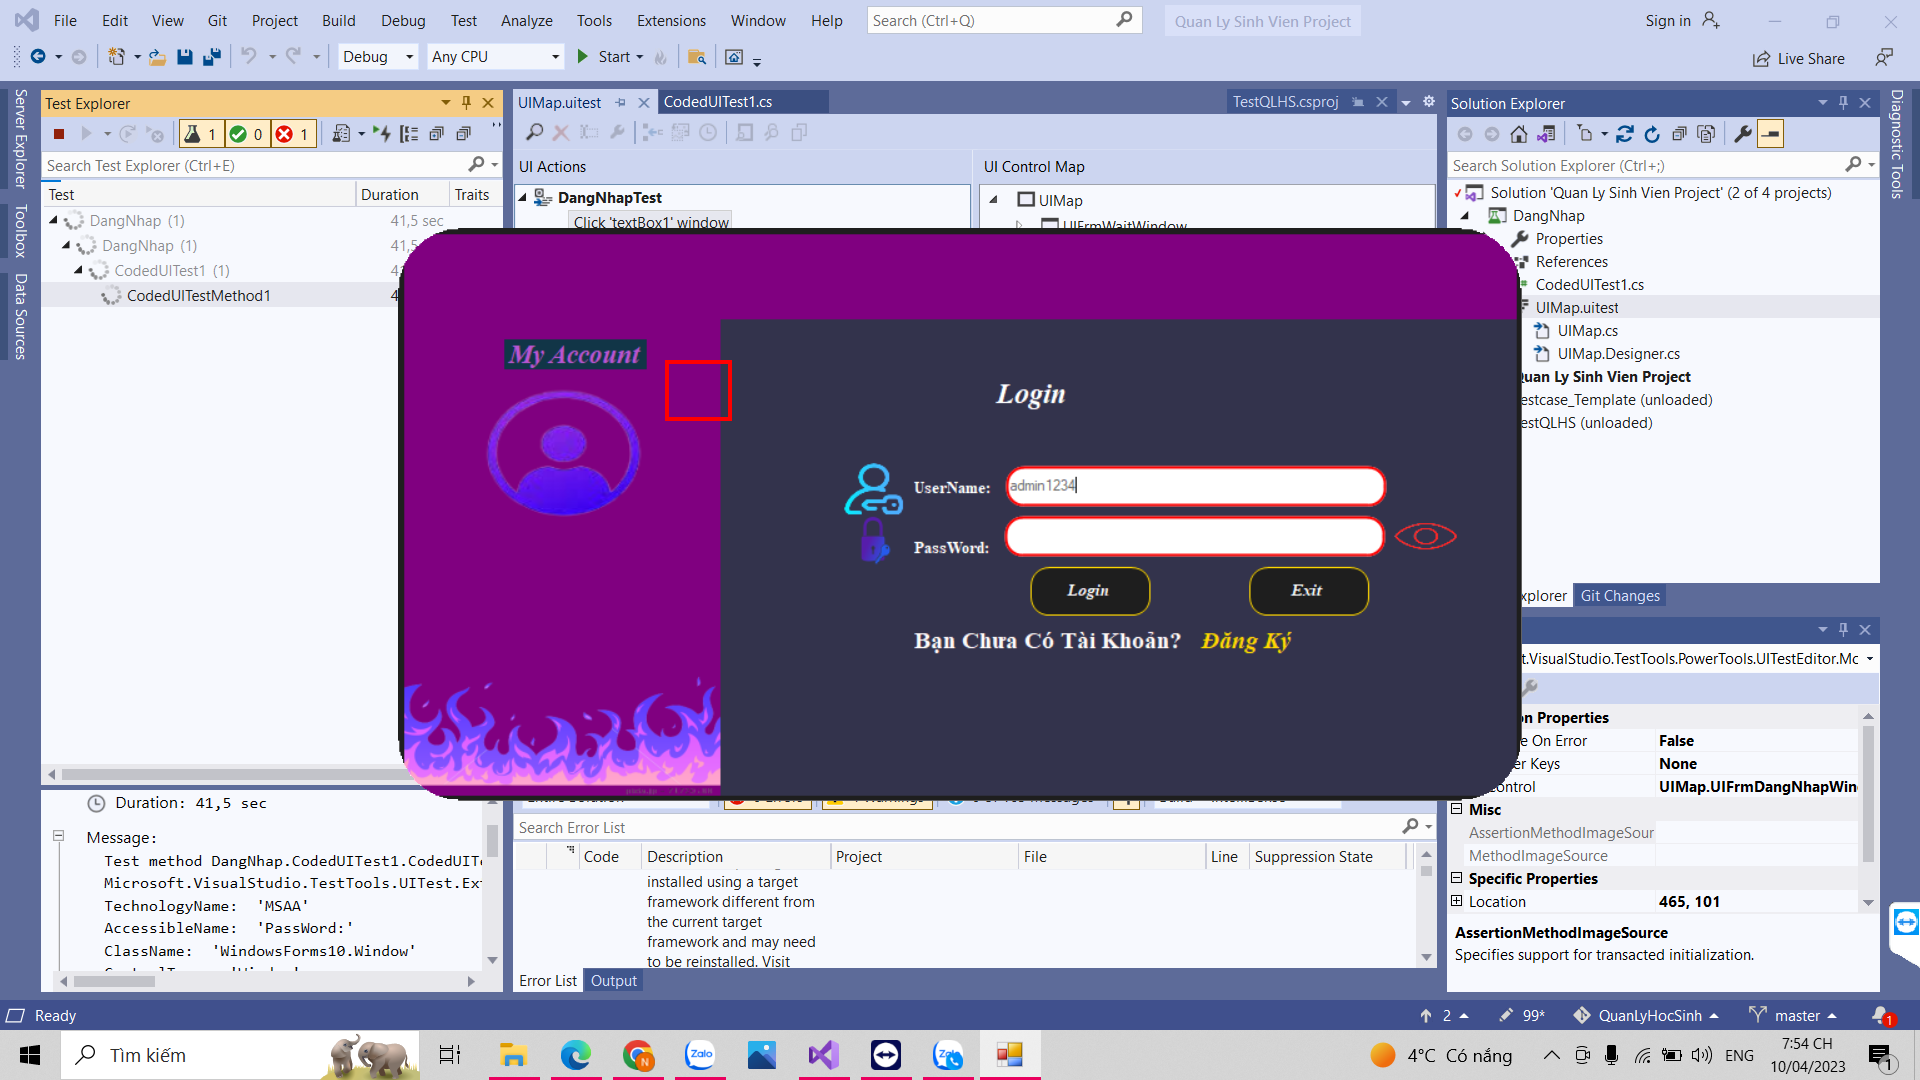 File Edit View Git Project Build Debug Test Analyze Tools Extensions Window Help Search (Ctrl+Q) Quan Ly Sinh Vien Project Sign in
Debug Any CPU Start Live Share
Server Explorer
Toolbox
Data Sources
Test Explorer
1 0 1
Search Test Explorer (Ctrl+E)
Test Duration Traits
DangNhap (1) 41,5 sec
DangNhap (1) 41,5
CodedUITest1 (1)
CodedUITestMethod1
Duration: 41,5 sec
Message:
Test method DangNhap.CodedUITest1.CodedUITe
Microsoft.VisualStudio.TestTools.UITest.Ext
TechnologyName: 'MSAA'
AccessibleName: 'PassWord:'
ClassName: 'WindowsForms10.Window'
UIMap.uitest CodedUITest1.cs TestQLHS.csproj
UI Actions
DangNhapTest
Click 'textBox1' window
UI Control Map
UIMap
UIFrmWaitWindow
My Account
Login
UserName: admin1234
PassWord:
Login Exit
Bạn Chưa Có Tài Khoản? Đăng Ký
Search Error List
Code Description Project File Line Suppression State
installed using a target
framework different from
the current target
framework and may need
to be reinstalled. Visit
Error List Output
Solution Explorer
Search Solution Explorer (Ctrl+;)
Solution 'Quan Ly Sinh Vien Project' (2 of 4 projects)
DangNhap
Properties
References
CodedUITest1.cs
UIMap.uitest
UIMap.cs
UIMap.Designer.cs
uan Ly Sinh Vien Project
estcase_Template (unloaded)
estQLHS (unloaded)
xplorer Git Changes
t.VisualStudio.TestTools.PowerTools.UITestEditor.Mc
n Properties
e On Error False
er Keys None
ontrol UIMap.UIFrmDangNhapWin
Misc
AssertionMethodImageSour
MethodImageSource
Specific Properties
Location 465, 101
AssertionMethodImageSource
Specifies support for transacted initialization.
Diagnostic Tools
Ready 2 99* QuanLyHocSinh master 1
Tìm kiếm Zalo 4°C Có nắng ENG 7:54 CH
10/04/2023 1